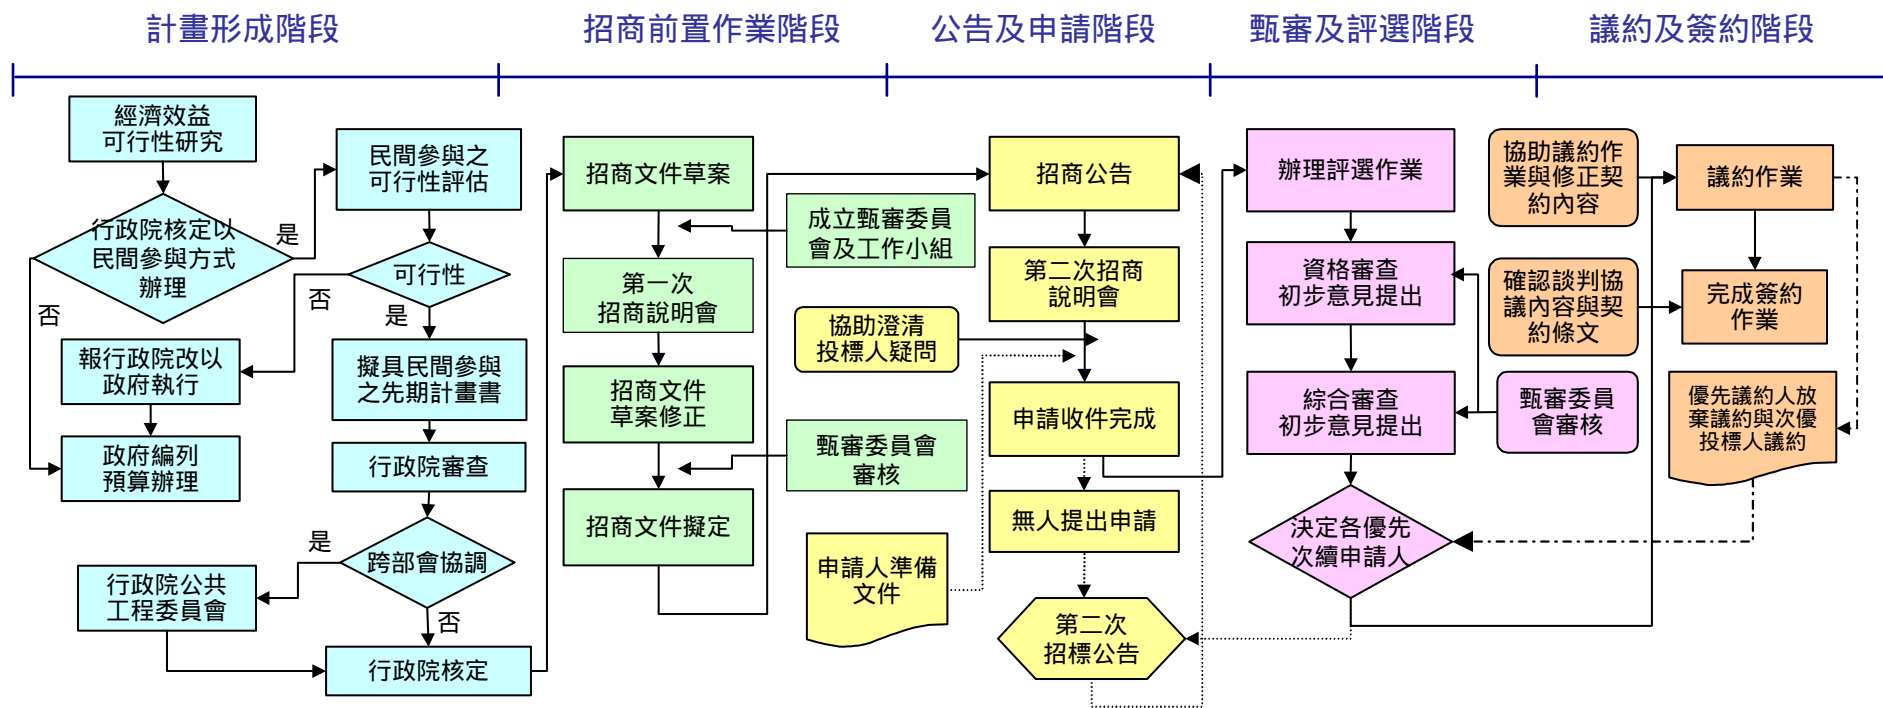 計畫形成階段
招商前置作業階段
公告及申請階段
甄審及評選階段
議約及簽約階段
經濟效益
可行性研究
行政院核定以
民間參與方式
辦理
是
否
民間參與之
可行性評估
可行性
否
是
報行政院改以
政府執行
擬具民間參與
之先期計畫書
政府編列
預算辦理
行政院審查
跨部會協調
是
否
行政院公共
工程委員會
行政院核定
招商文件草案
成立甄審委員
會及工作小組
第一次
招商說明會
招商文件
草案修正
甄審委員會
審核
招商文件擬定
招商公告
第二次招商
說明會
協助澄清
投標人疑問
申請收件完成
無人提出申請
申請人準備
文件
第二次
招標公告
辦理評選作業
資格審查
初步意見提出
綜合審查
初步意見提出
甄審委員
會審核
決定各優先
次續申請人
協助議約作
業與修正契
約內容
議約作業
確認談判協
議內容與契
約條文
完成簽約
作業
優先議約人放
棄議約與次優
投標人議約